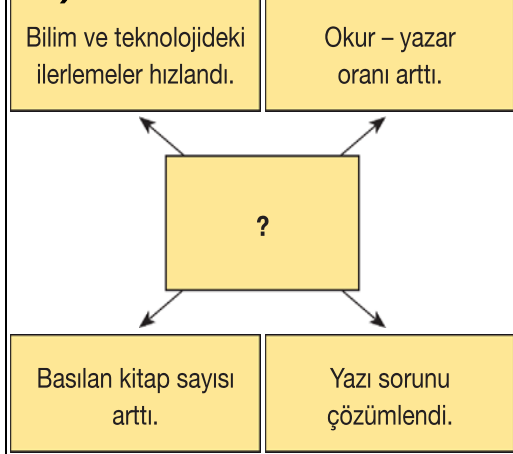 Bilim ve teknolojideki
ilerlemeler hızlandı.
Okur – yazar
oranı arttı.
?
Basılan kitap sayısı
arttı.
Yazı sorunu
çözümlendi.